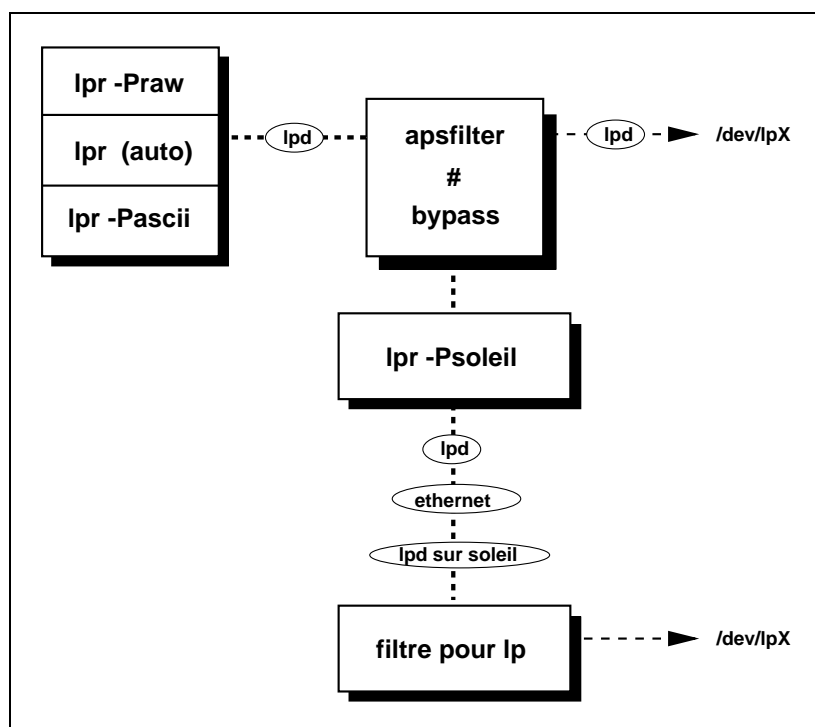 lpr -Praw
lpr (auto)
lpr -Pascii
lpd
apsfilter
#
bypass
lpd
/dev/lpX
lpr -Psoleil
lpd
ethernet
lpd sur soleil
filtre pour lp
/dev/lpX